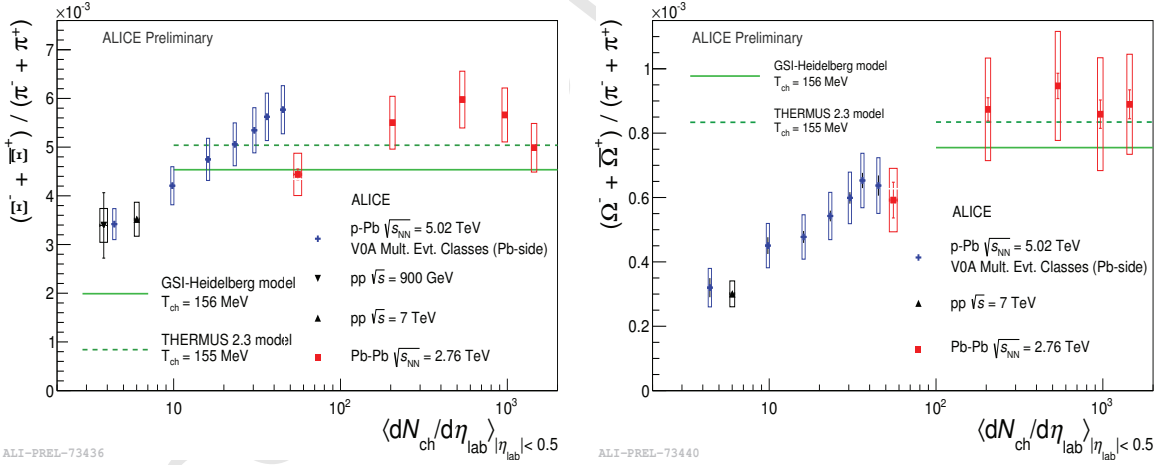 ×10⁻³
ALICE Preliminary
(Ξ⁻ + Ξ̅⁺) / (π⁻ + π⁺)
7
6
5
4
3
2
1
0
ALICE
p-Pb √s_NN = 5.02 TeV
V0A Mult. Evt. Classes (Pb-side)
pp √s = 900 GeV
pp √s = 7 TeV
Pb-Pb √s_NN = 2.76 TeV
GSI-Heidelberg model
T_ch = 156 MeV
THERMUS 2.3 model
T_ch = 155 MeV
10 10² 10³
⟨dN_ch/dη_lab⟩_|η_lab|< 0.5
ALI-PREL-73436
×10⁻³
ALICE Preliminary
GSI-Heidelberg model
T_ch = 156 MeV
THERMUS 2.3 model
T_ch = 155 MeV
(Ω⁻ + Ω̅⁺) / (π⁻ + π⁺)
1
0.8
0.6
0.4
0.2
0
ALICE
p-Pb √s_NN = 5.02 TeV
V0A Mult. Evt. Classes (Pb-side)
pp √s = 7 TeV
Pb-Pb √s_NN = 2.76 TeV
10 10² 10³
⟨dN_ch/dη_lab⟩_|η_lab|< 0.5
ALI-PREL-73440